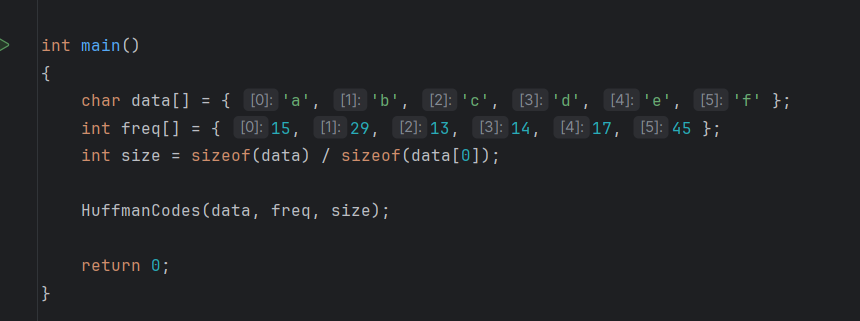 int main()
{
    char data[] = { [0]: 'a', [1]: 'b', [2]: 'c', [3]: 'd', [4]: 'e', [5]: 'f' };
    int freq[] = { [0]: 15, [1]: 29, [2]: 13, [3]: 14, [4]: 17, [5]: 45 };
    int size = sizeof(data) / sizeof(data[0]);
    HuffmanCodes(data, freq, size);
    return 0;
}